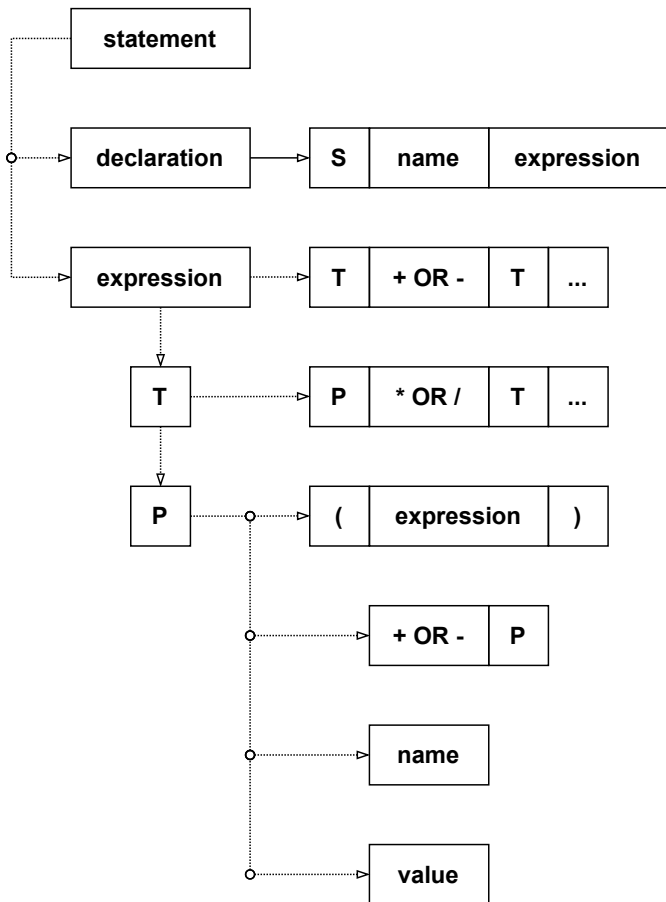 statement
declaration S name expression
expression T + OR - T ...
T P * OR / T ...
P ( expression )
+ OR - P
name
value